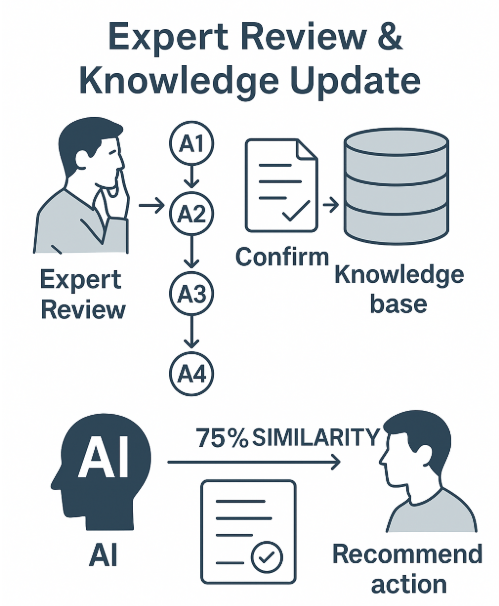 Expert Review &
Knowledge Update
A1
A2
A3
A4
Expert
Review
Confirm
Knowledge
base
AI
AI
75% SIMILARITY
Recommend
action